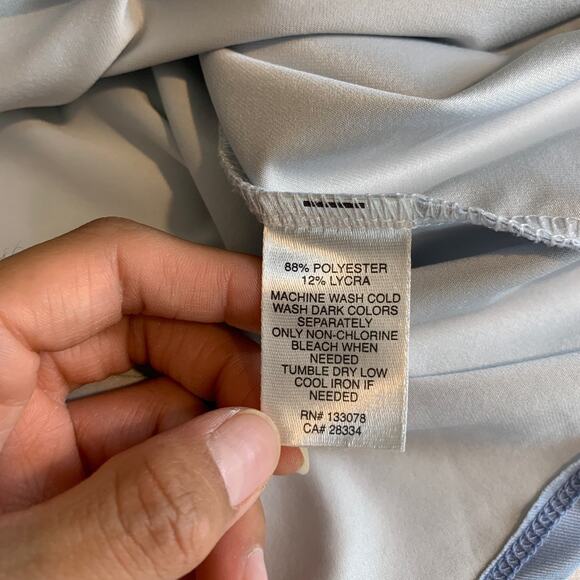 88% POLYESTER
12% LYCRA
MACHINE WASH COLD
WASH DARK COLORS
SEPARATELY
ONLY NON-CHLORINE
BLEACH WHEN
NEEDED
TUMBLE DRY LOW
COOL IRON IF
NEEDED
RN# 133078
CA# 28334